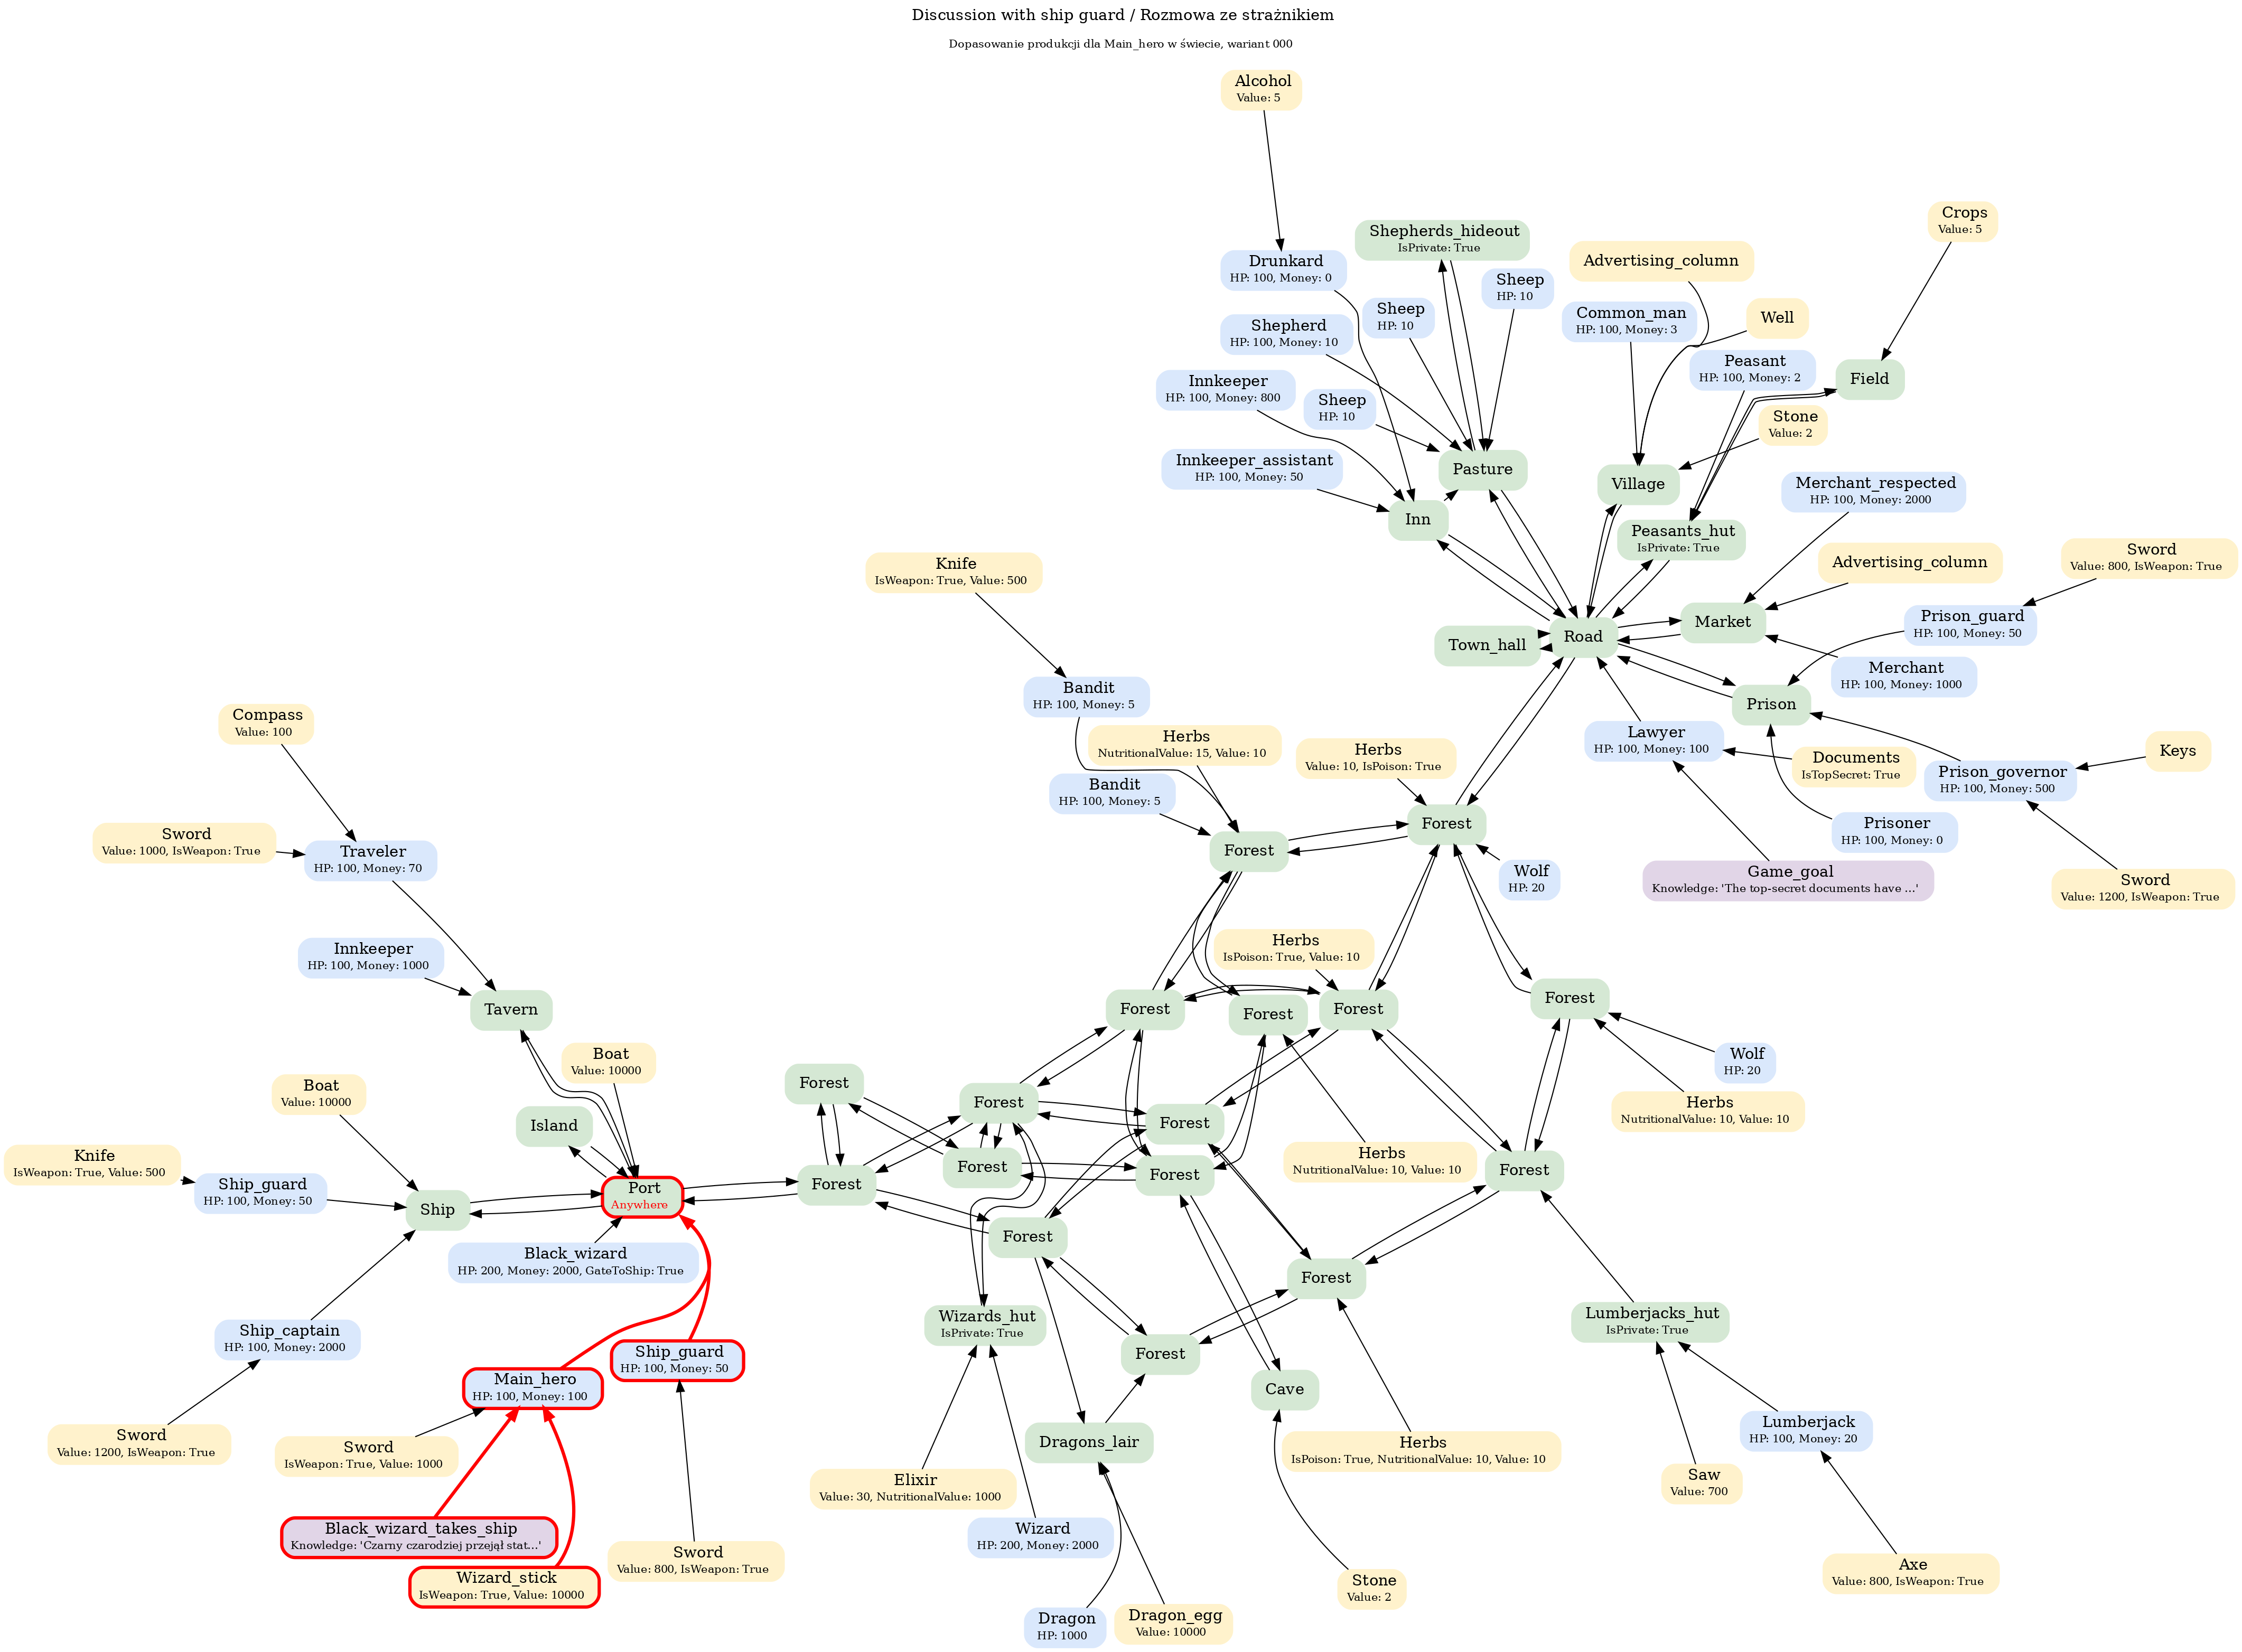 Discussion with ship guard / Rozmowa ze strażnikiem
Dopasowanie produkcji dla Main_hero w świecie, wariant 000
Alcohol
Value: 5
Crops
Value: 5
Shepherds_hideout
IsPrivate: True
Advertising_column
Drunkard
HP: 100, Money: 0
Sheep
HP: 10
Sheep
HP: 10
Common_man
HP: 100, Money: 3
Well
Shepherd
HP: 100, Money: 10
Peasant
HP: 100, Money: 2
Field
Innkeeper
HP: 100, Money: 800
Sheep
HP: 10
Stone
Value: 2
Innkeeper_assistant
HP: 100, Money: 50
Pasture
Village
Merchant_respected
HP: 100, Money: 2000
Inn
Peasants_hut
IsPrivate: True
Knife
IsWeapon: True, Value: 500
Advertising_column
Sword
Value: 800, IsWeapon: True
Town_hall
Road
Market
Prison_guard
HP: 100, Money: 50
Merchant
HP: 100, Money: 1000
Bandit
HP: 100, Money: 5
Prison
Compass
Value: 100
Herbs
NutritionalValue: 15, Value: 10
Herbs
Value: 10, IsPoison: True
Lawyer
HP: 100, Money: 100
Documents
IsTopSecret: True
Keys
Bandit
HP: 100, Money: 5
Prison_governor
HP: 100, Money: 500
Sword
Value: 1000, IsWeapon: True
Traveler
HP: 100, Money: 70
Forest
Forest
Prisoner
HP: 100, Money: 0
Wolf
HP: 20
Game_goal
Knowledge: 'The top-secret documents have ...'
Sword
Value: 1200, IsWeapon: True
Innkeeper
HP: 100, Money: 1000
Herbs
IsPoison: True, Value: 10
Tavern
Forest
Forest
Forest
Forest
Boat
Value: 10000
Wolf
HP: 20
Boat
Value: 10000
Forest
Forest
Herbs
NutritionalValue: 10, Value: 10
Island
Forest
Herbs
NutritionalValue: 10, Value: 10
Knife
IsWeapon: True, Value: 500
Ship_guard
HP: 100, Money: 50
Ship
Port
Anywhere
Forest
Forest
Forest
Forest
Black_wizard
HP: 200, Money: 2000, GateToShip: True
Forest
Forest
Ship_captain
HP: 100, Money: 2000
Wizards_hut
IsPrivate: True
Lumberjacks_hut
IsPrivate: True
Ship_guard
HP: 100, Money: 50
Forest
Main_hero
HP: 100, Money: 100
Cave
Sword
Value: 1200, IsWeapon: True
Sword
IsWeapon: True, Value: 1000
Dragons_lair
Herbs
IsPoison: True, NutritionalValue: 10, Value: 10
Lumberjack
HP: 100, Money: 20
Elixir
Value: 30, NutritionalValue: 1000
Saw
Value: 700
Black_wizard_takes_ship
Knowledge: 'Czarny czarodziej przejął stat...'
Wizard
HP: 200, Money: 2000
Sword
Value: 800, IsWeapon: True
Axe
Value: 800, IsWeapon: True
Wizard_stick
IsWeapon: True, Value: 10000
Stone
Value: 2
Dragon
HP: 1000
Dragon_egg
Value: 10000